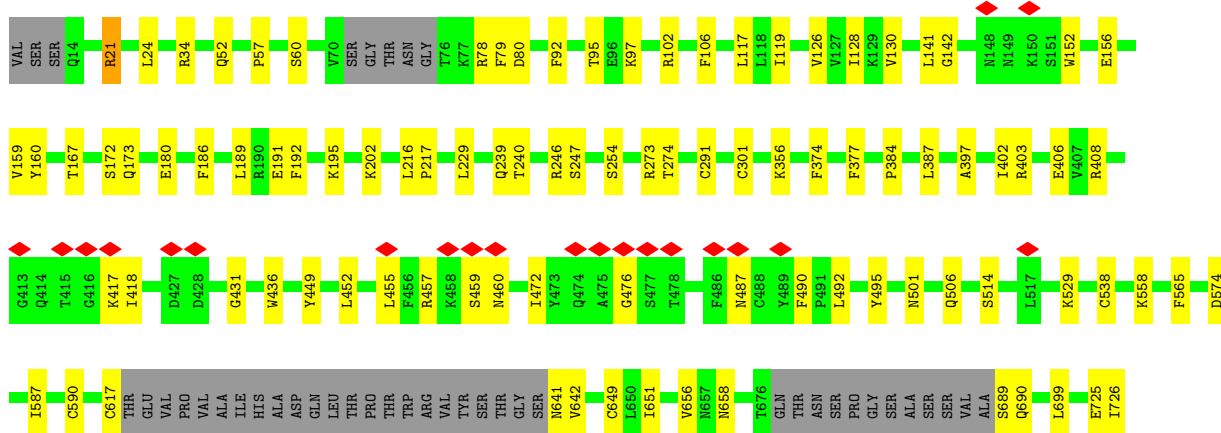 VAL SER SER Q14 R21 L24 R34 Q52 P57 S60 V70 SER GLY THR ASN GLY T76 K77 R78 F79 D80 F92 T95 E96 K97 R102 F106 L117 L118 I119 V126 V127 I128 K129 V130 L141 G142 N148 N149 K150 S151 W152 E156
V159 Y160 T167 S172 Q173 E180 F186 L189 R190 E191 F192 K195 K202 L216 P217 L229 Q239 T240 R246 S247 S254 R273 T274 C291 C301 K356 F374 F377 P384 L387 A397 I402 R403 E406 V407 R408
G413 Q414 T415 G416 K417 I418 D427 D428 G431 W436 Y449 L452 L455 F456 R457 K458 S459 N460 I472 Y473 Q474 A475 G476 S477 T478 F486 N487 C488 Y489 F490 P491 L492 Y495 N501 Q506 S514 L517 K529 C538 K558 F565 D574
I587 C590 C617 THR GLU VAL PRO VAL ALA ILE HIS ALA ASP GLN LEU THR PRO THR TRP ARG VAL TYR SER THR GLY SER N641 V642 C649 L650 I651 V656 N657 N658 T676 GLN THR ASN SER PRO GLY SER ALA SER SER VAL ALA S689 Q690 L699 E725 I726